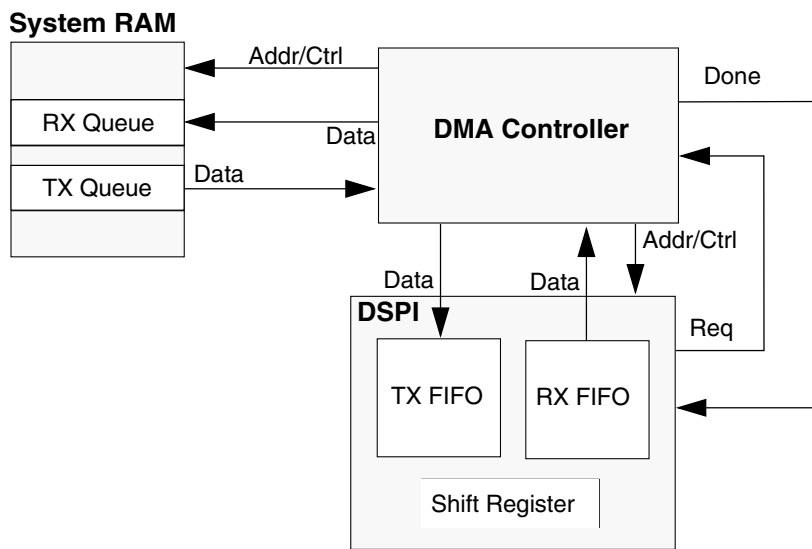 System RAM
Addr/Ctrl
Done
RX Queue
Data
DMA Controller
TX Queue
Data
Addr/Ctrl
Data
Data
DSPI
Req
TX FIFO
RX FIFO
Shift Register